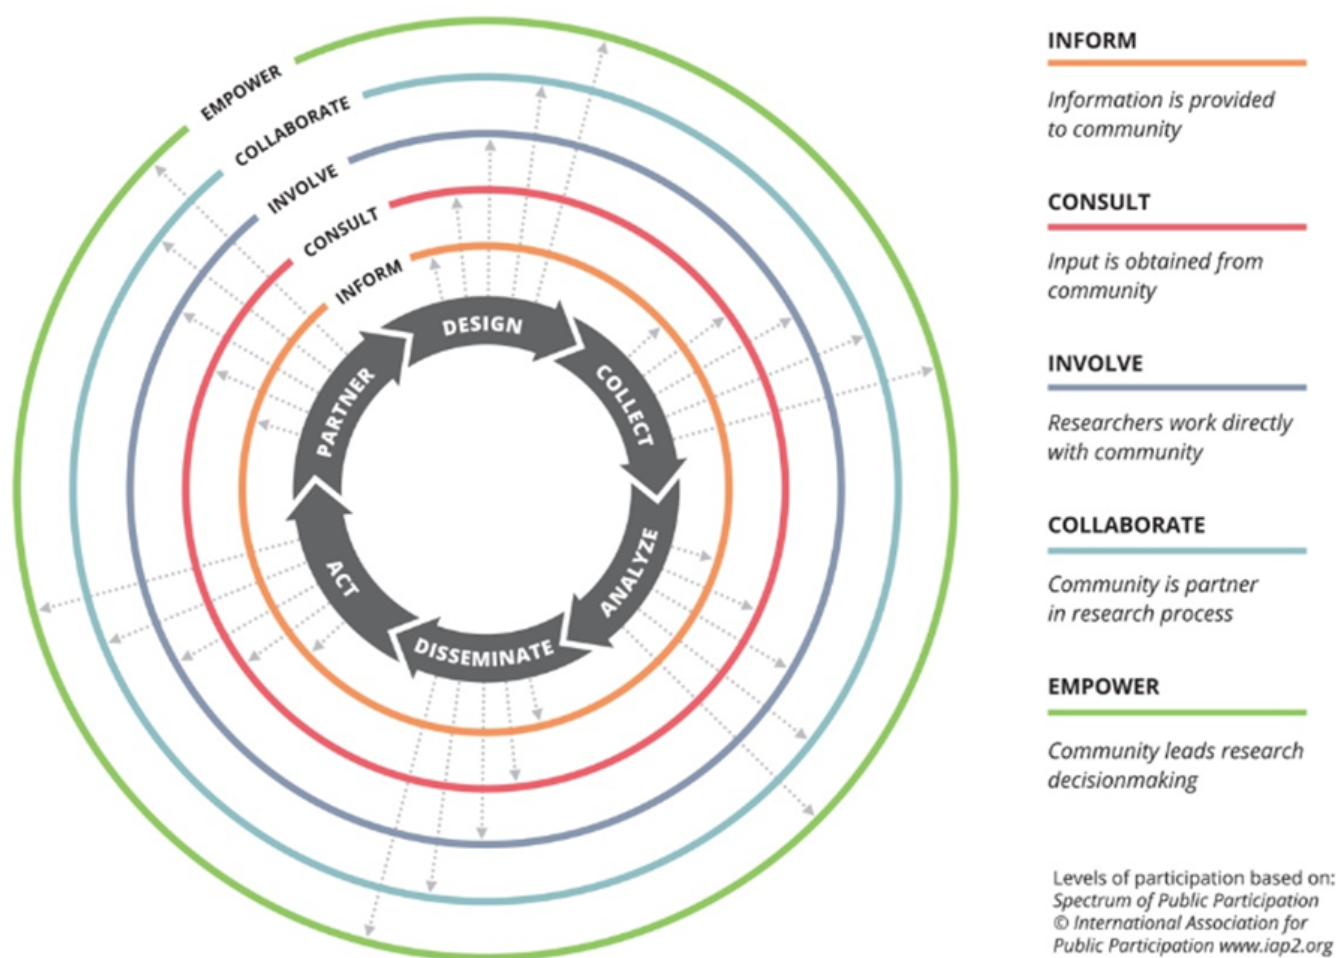 EMPOWER
COLLABORATE
INVOLVE
CONSULT
INFORM
DESIGN
COLLECT
ANALYZE
DISSEMINATE
ACT
PARTNER
INFORM
Information is provided
to community
CONSULT
Input is obtained from
community
INVOLVE
Researchers work directly
with community
COLLABORATE
Community is partner
in research process
EMPOWER
Community leads research
decisionmaking
Levels of participation based on:
Spectrum of Public Participation
© International Association for
Public Participation www.iap2.org